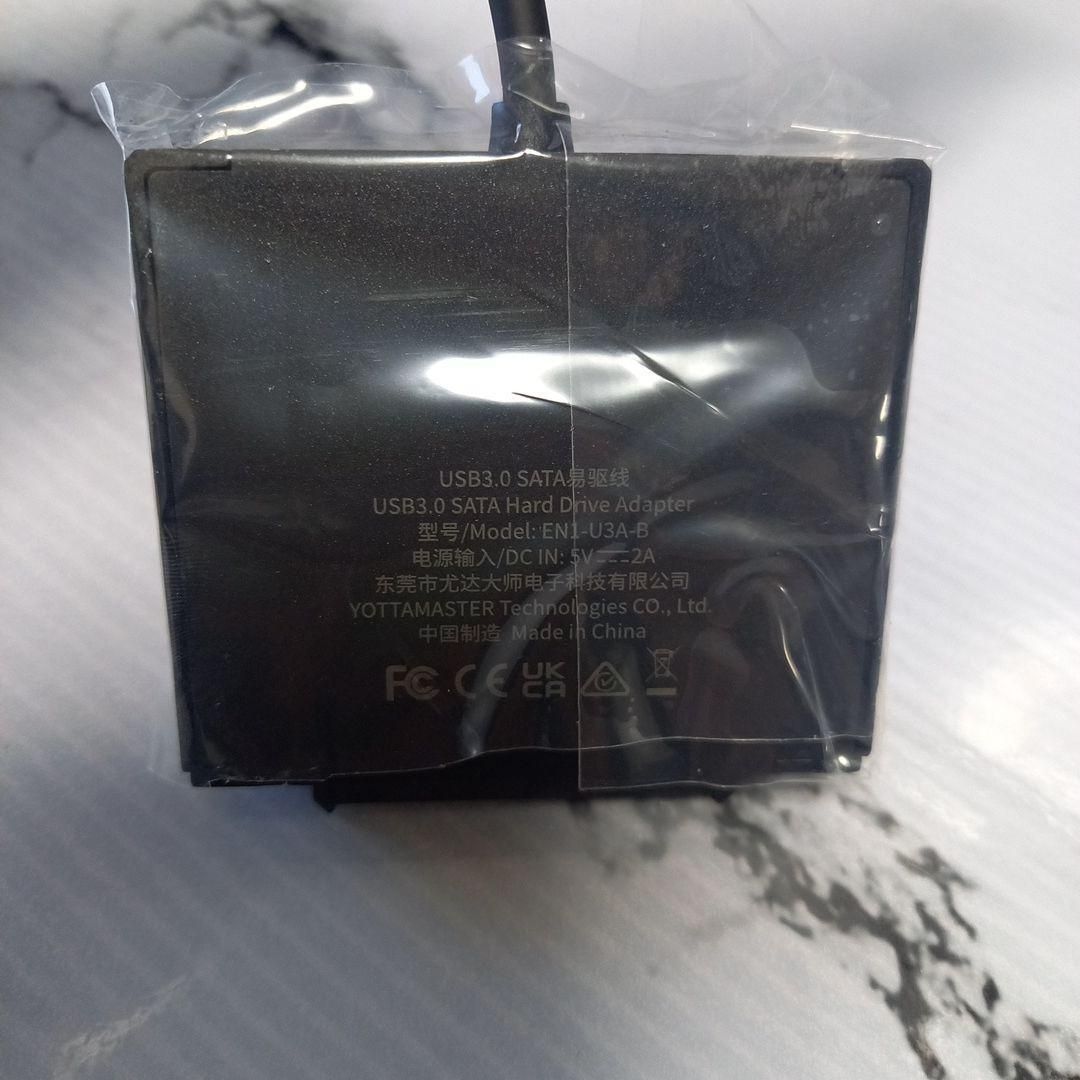 USB3.0 SATA易驱线
USB3.0 SATA Hard Drive Adapter
型号/Model: EN1-U3A-B
电源输入/DC IN: 5V⎓2A
东莞市尤达大师电子科技有限公司
YOTTAMASTER Technologies CO., Ltd.
中国制造 Made in China
FC CE UK CA